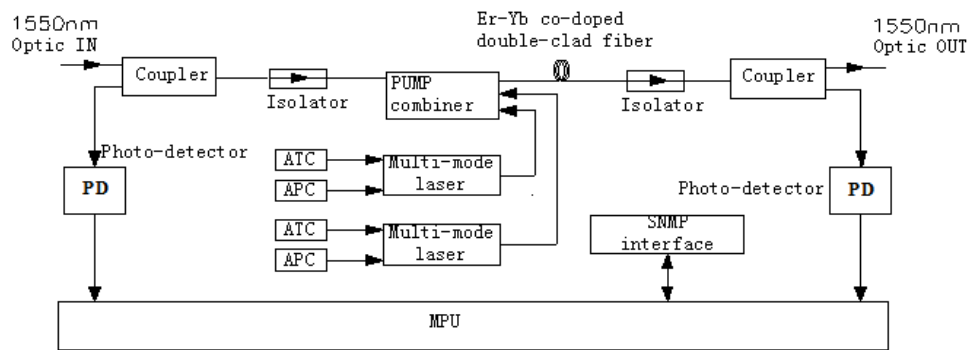 1550nm
Optic IN
Er-Yb co-doped
double-clad fiber
1550nm
Optic OUT
Coupler
Isolator
PUMP
combiner
Isolator
Coupler
Photo-detector
PD
ATC
APC
Multi-mode
laser
ATC
APC
Multi-mode
laser
SNMP
interface
Photo-detector
PD
MPU